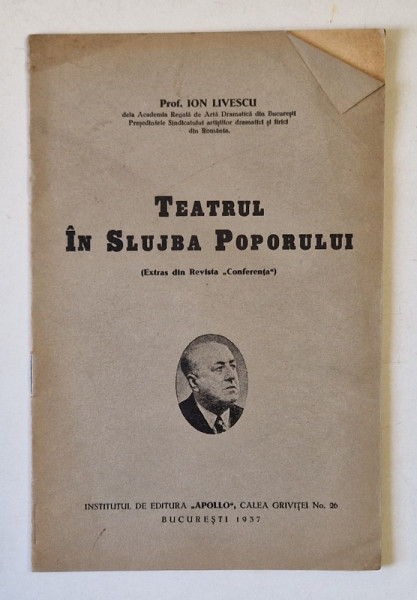 Prof. ION LIVESCU
dela Academia Regală de Artă Dramatică din București
Președintele Sindicatului artiștilor dramatici și lirici
din România.
TEATRUL
ÎN SLUJBA POPORULUI
(Extras din Revista „Conferența“)
INSTITUTUL DE EDITURA „APOLLO“, CALEA GRIVIȚEI No. 26
BUCUREȘTI 1937